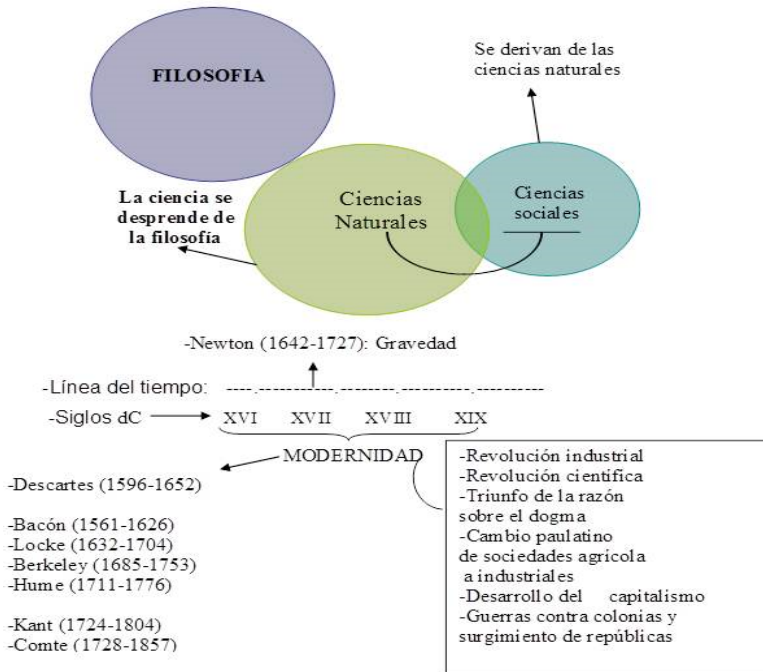 FILOSOFIA
Se derivan de las
ciencias naturales
La ciencia se
desprende de
la filosofía
Ciencias
Naturales
Ciencias
sociales
-Newton (1642-1727): Gravedad
-Línea del tiempo: ----.-----------.--------.----------.----------
-Siglos dC
XVI XVII XVIII XIX
MODERNIDAD
-Descartes (1596-1652)
-Bacón (1561-1626)
-Locke (1632-1704)
-Berkeley (1685-1753)
-Hume (1711-1776)
-Kant (1724-1804)
-Comte (1728-1857)
-Revolución industrial
-Revolución científica
-Triunfo de la razón
sobre el dogma
-Cambio paulatino
de sociedades agrícola
a industriales
-Desarrollo del capitalismo
-Guerras contra colonias y
surgimiento de repúblicas